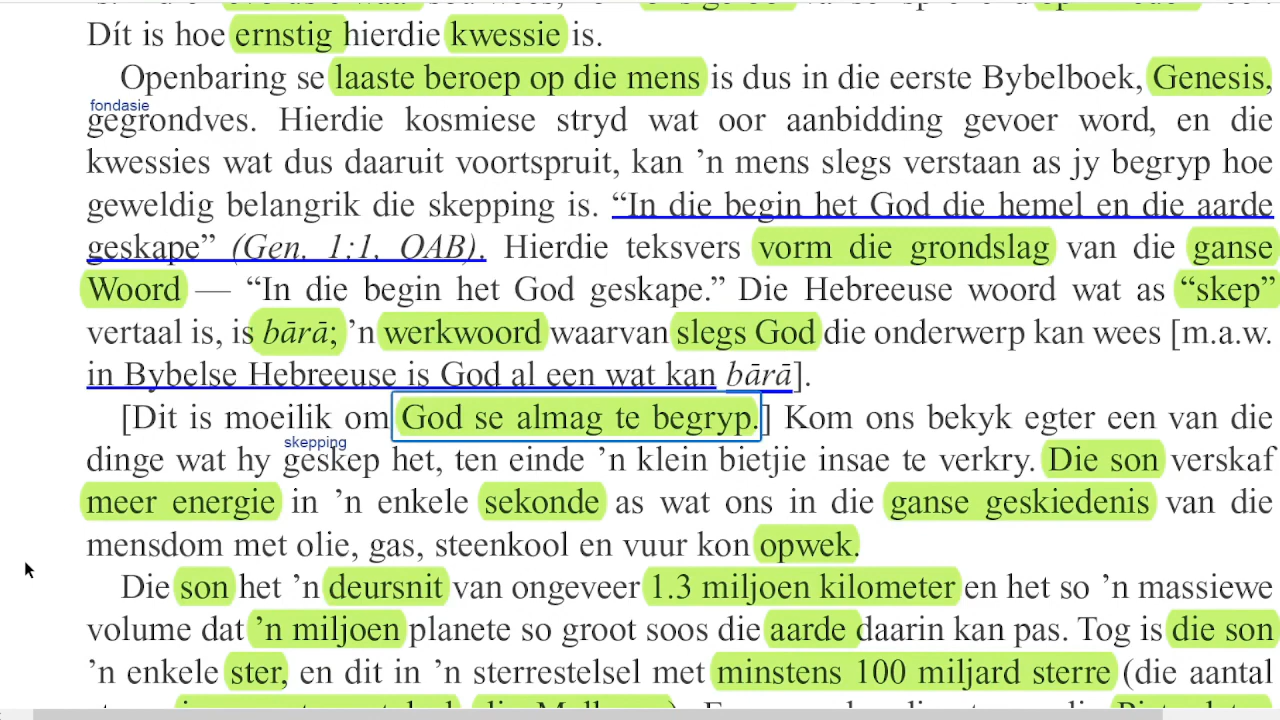 Dít is hoe ernstig hierdie kwessie is.
Openbaring se laaste beroep op die mens is dus in die eerste Bybelboek, Genesis,
fondasie
gegrondves. Hierdie kosmiese stryd wat oor aanbidding gevoer word, en die
kwessies wat dus daaruit voortspruit, kan ’n mens slegs verstaan as jy begryp hoe
geweldig belangrik die skepping is. “In die begin het God die hemel en die aarde
geskape” (Gen. 1:1, OAB). Hierdie teksvers vorm die grondslag van die ganse
Woord — “In die begin het God geskape.” Die Hebreeuse woord wat as “skep”
vertaal is, is bārā; ’n werkwoord waarvan slegs God die onderwerp kan wees [m.a.w.
in Bybelse Hebreeuse is God al een wat kan bārā].
[Dit is moeilik om God se almag te begryp.] Kom ons bekyk egter een van die
skepping
dinge wat hy geskep het, ten einde ’n klein bietjie insae te verkry. Die son verskaf
meer energie in ’n enkele sekonde as wat ons in die ganse geskiedenis van die
mensdom met olie, gas, steenkool en vuur kon opwek.
Die son het ’n deursnit van ongeveer 1.3 miljoen kilometer en het so ’n massiewe
volume dat ’n miljoen planete so groot soos die aarde daarin kan pas. Tog is die son
’n enkele ster, en dit in ’n sterrestelsel met minstens 100 miljard sterre (die aantal